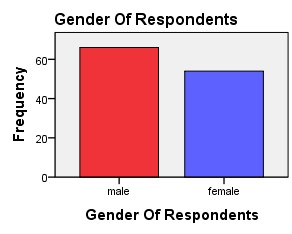 Gender Of Respondents
Frequency
60
40
20
0
male female
Gender Of Respondents